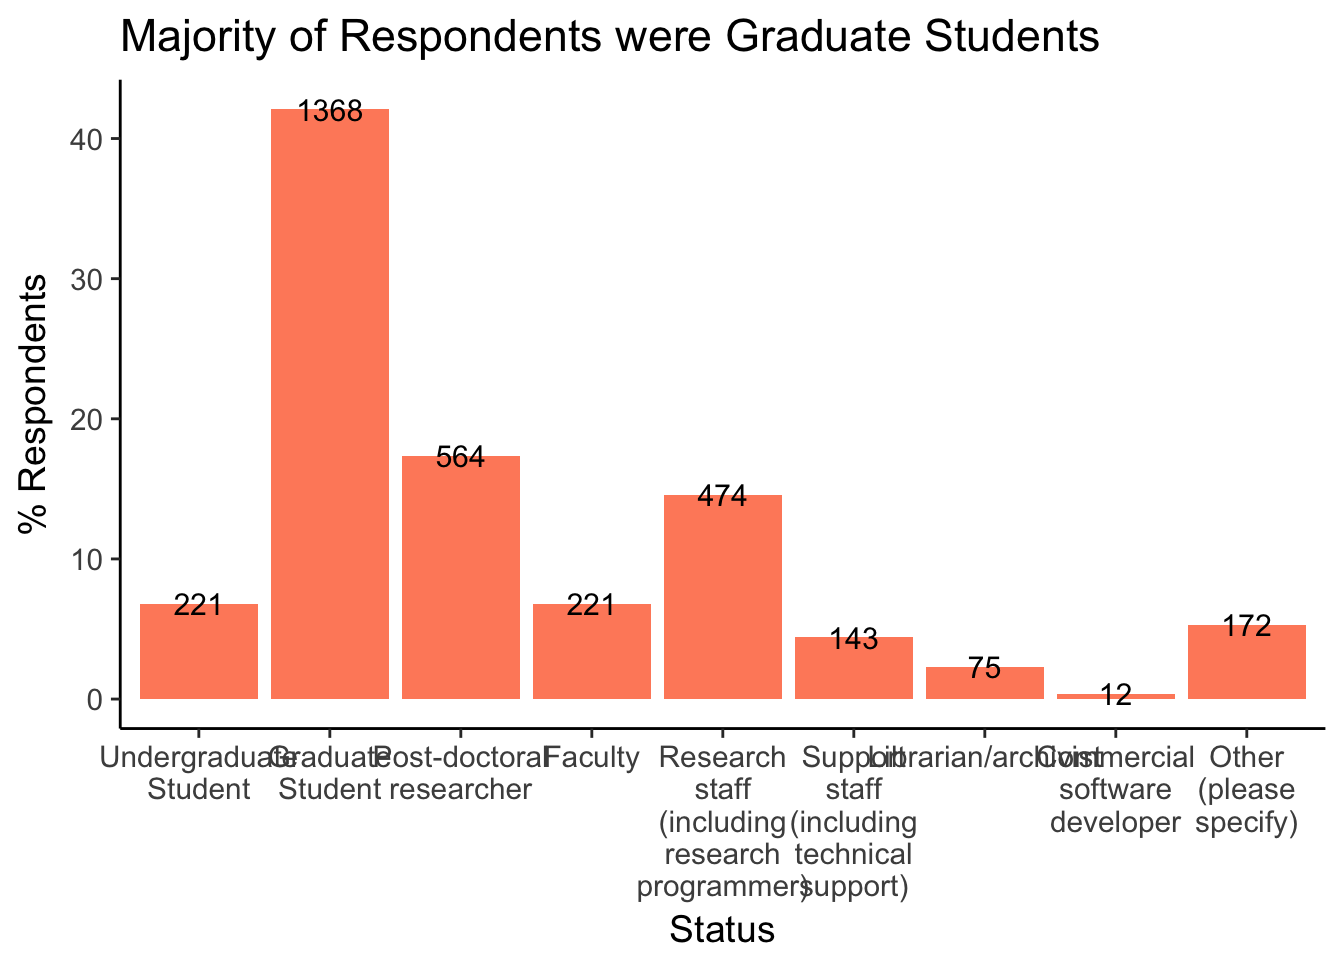 Majority of Respondents were Graduate Students
% Respondents
40
30
20
10
0
1368
564
474
221
221
143
75
12
172
Undergraduate
Student
Graduate
Student
Post-doctoral
researcher
Faculty
Research
staff
(including
research
programmers)
Support
staff
(including
technical
support)
Librarian/archivist
Commercial
software
developer
Other
(please
specify)
Status